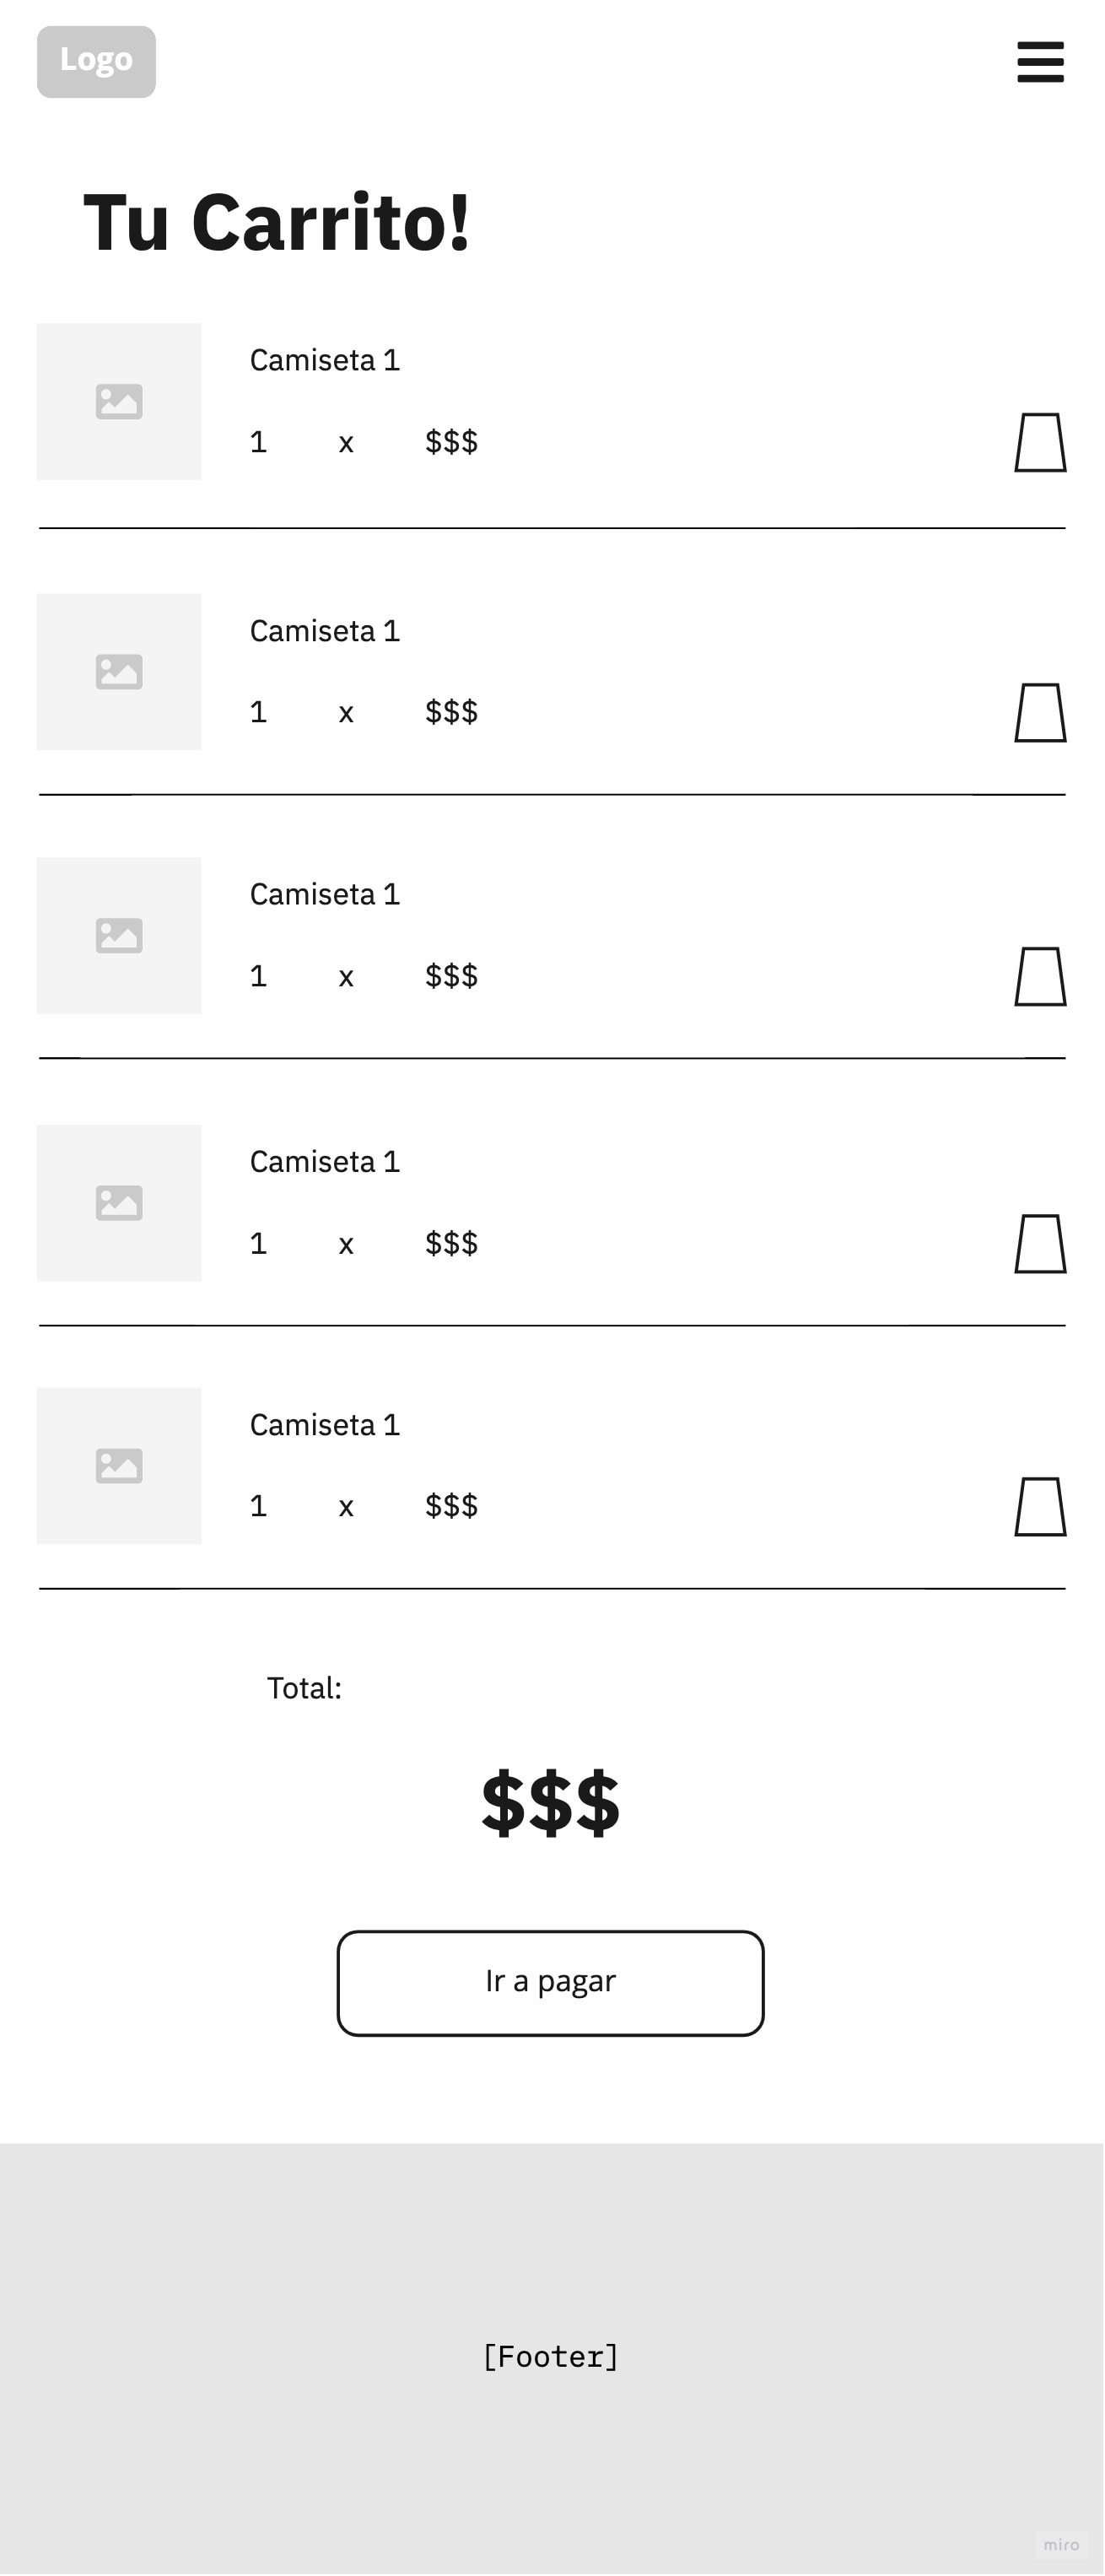 Logo
Tu Carrito!
Camiseta 1
1 x $$$
Camiseta 1
1 x $$$
Camiseta 1
1 x $$$
Camiseta 1
1 x $$$
Camiseta 1
1 x $$$
Total:
$$$
Ir a pagar
[Footer]
miro